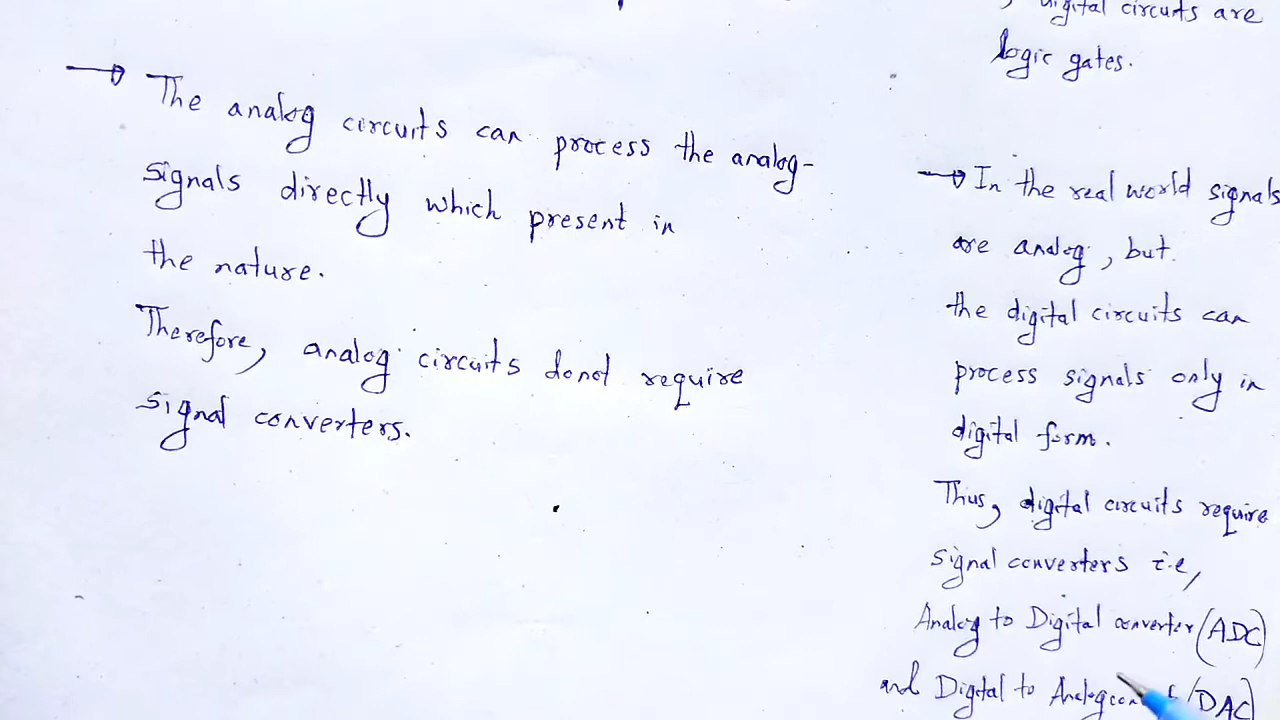 → The analog circuits can process the analog-
signals directly which present in
the nature.
Therefore, analog circuits donot require
signal converters.
digital circuits are
logic gates.
→ In the real world signals
are analog, but
the digital circuits can
process signals only in
digital form.
Thus, digital circuits require
signal converters i.e,
Analog to Digital converter (ADC)
and Digital to Analog (DAC)